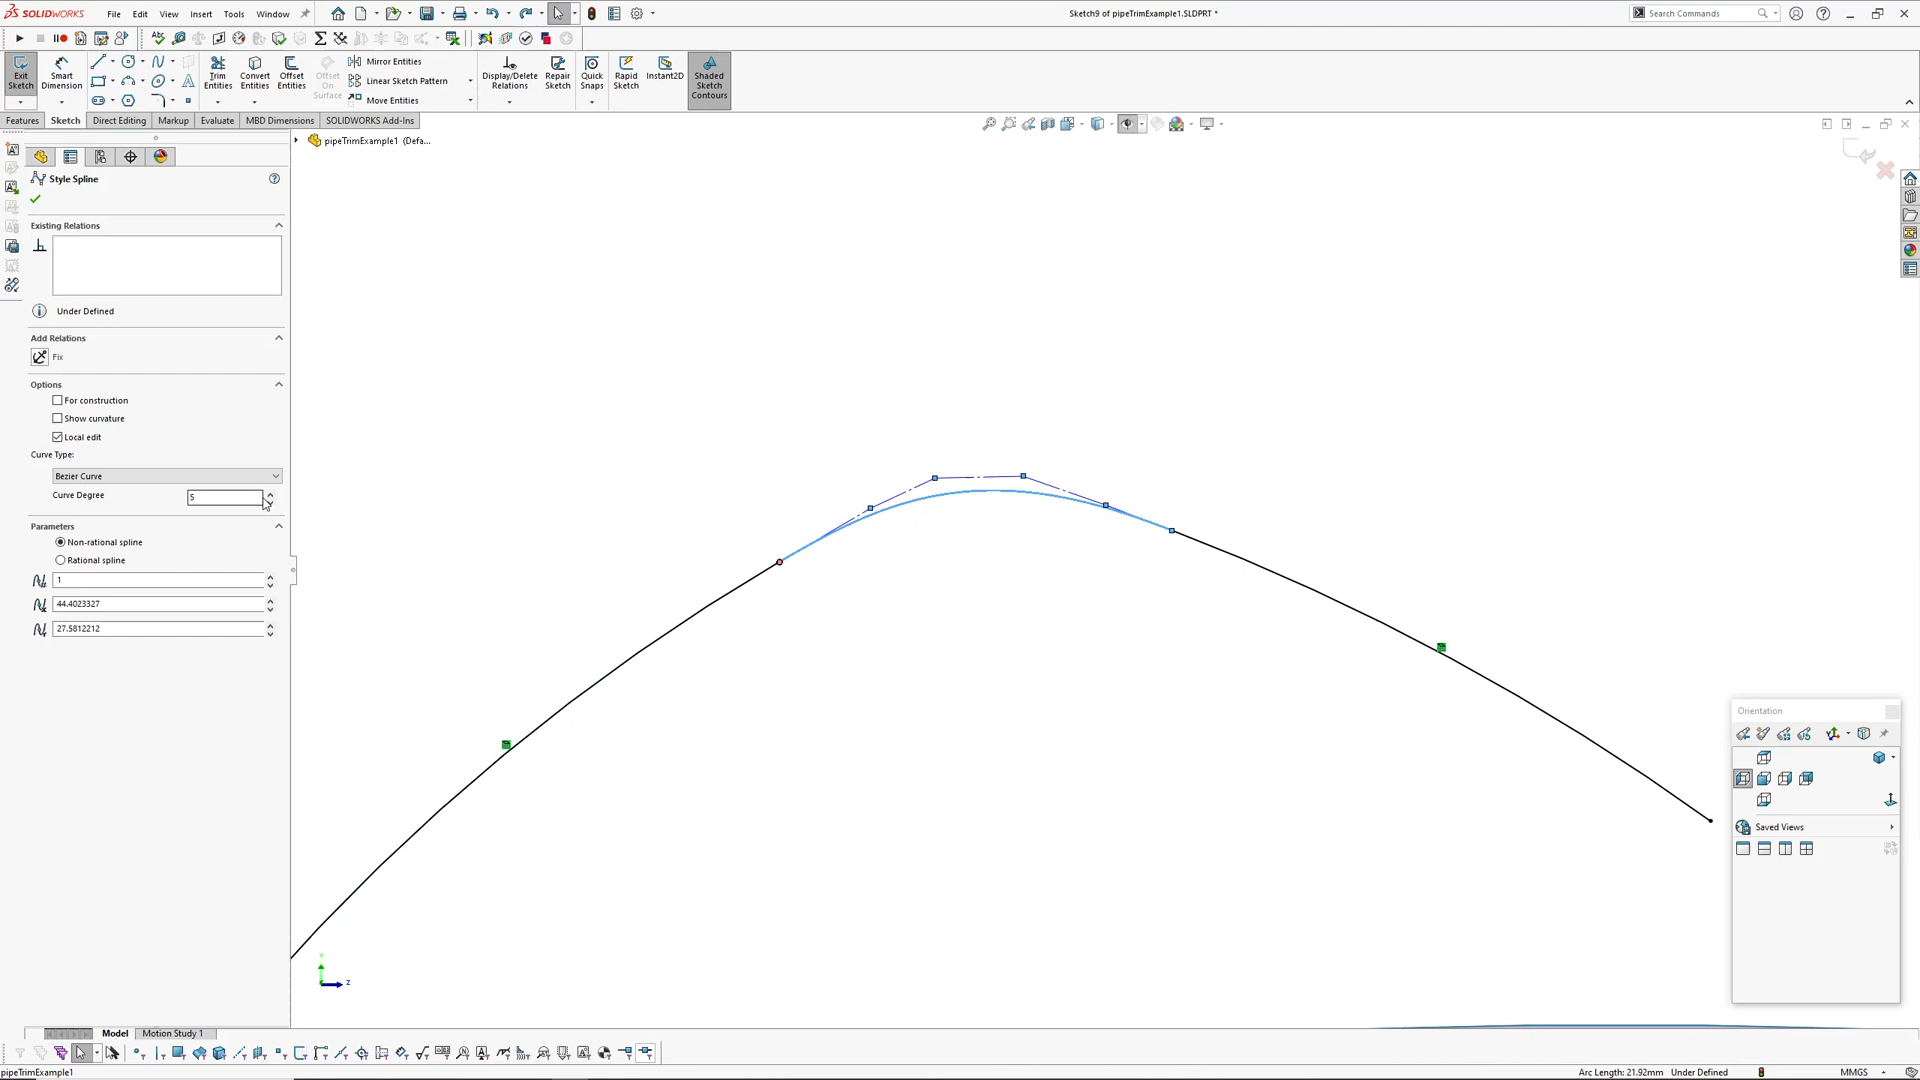 SOLIDWORKS
File Edit View Insert Tools Window
Sketch9 of pipeTrimExample1.SLDPRT *
Search Commands
Exit Sketch
Smart Dimension
Trim Entities
Convert Entities
Offset Entities
Offset On Surface
Mirror Entities
Linear Sketch Pattern
Move Entities
Display/Delete Relations
Repair Sketch
Quick Snaps
Rapid Sketch
Instant2D
Shaded Sketch Contours
Features Sketch Direct Editing Markup Evaluate MBD Dimensions SOLIDWORKS Add-Ins
pipeTrimExample1 (Defa...
Style Spline
Existing Relations
Under Defined
Add Relations
Fix
Options
For construction
Show curvature
Local edit
Curve Type:
Bezier Curve
Curve Degree 5
Parameters
Non-rational spline
Rational spline
1
44.4023327
27.5812212
Orientation
Saved Views
Y
Z
Model Motion Study 1
pipeTrimExample1
Arc Length: 21.92mm Under Defined MMGS